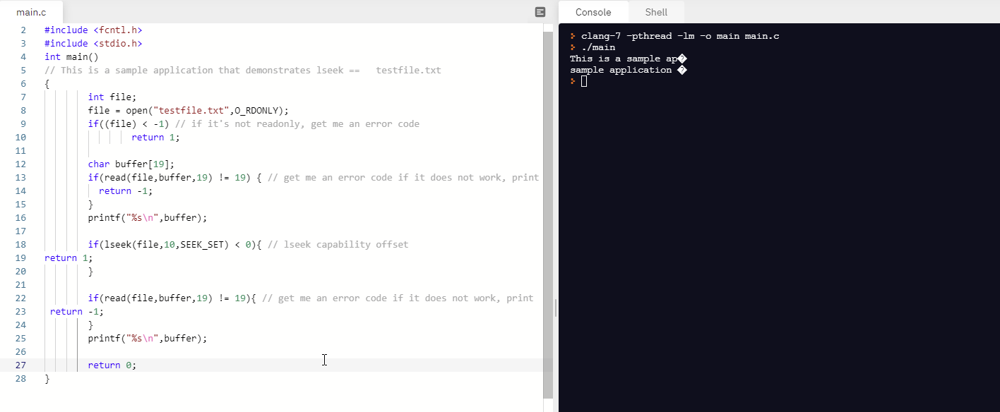 main.c
2 #include <fcntl.h>
3 #include <stdio.h>
4 int main()
5 // This is a sample application that demonstrates lseek == testfile.txt
6 {
7 int file;
8 file = open("testfile.txt",O_RDONLY);
9 if((file) < -1) // if it's not readonly, get me an error code
10 return 1;
11
12 char buffer[19];
13 if(read(file,buffer,19) != 19) { // get me an error code if it does not work, print
14 return -1;
15 }
16 printf("%s\n",buffer);
17
18 if(lseek(file,10,SEEK_SET) < 0){ // lseek capability offset
19 return 1;
20 }
21
22 if(read(file,buffer,19) != 19){ // get me an error code if it does not work, print
23 return -1;
24 }
25 printf("%s\n",buffer);
26
27 return 0;
28 }
Console Shell
clang-7 -pthread -lm -o main main.c
./main
This is a sample ap�
sample application �